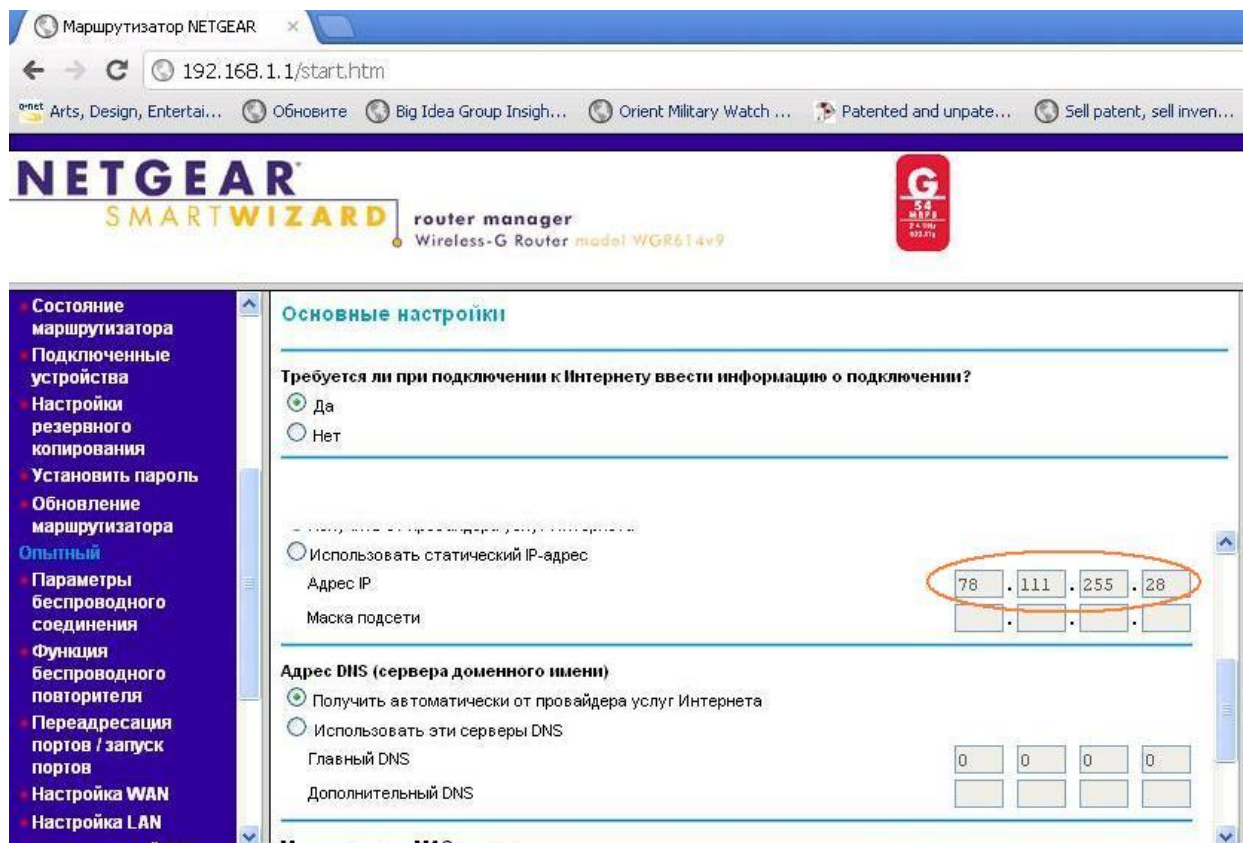 Маршрутизатор NETGEAR
192.168.1.1/start.htm
o·net Arts, Design, Entertai... Обновите Big Idea Group Insigh... Orient Military Watch ... Patented and unpate... Sell patent, sell inven...
NETGEAR
SMARTWIZARD
router manager
Wireless-G Router model WGR614v9
G
54
MBPS
Состояние
маршрутизатора
Подключенные
устройства
Настройки
резервного
копирования
Установить пароль
Обновление
маршрутизатора
Опытный
Параметры
беспроводного
соединения
Функция
беспроводного
повторителя
Переадресация
портов / запуск
портов
Настройка WAN
Настройка LAN
Основные настройки
Требуется ли при подключении к Интернету ввести информацию о подключении?
Да
Нет
Использовать статический IP-адрес
Адрес IP 78 . 111 . 255 . 28
Маска подсети . . .
Адрес DNS (сервера доменного имени)
Получить автоматически от провайдера услуг Интернета
Использовать эти серверы DNS
Главный DNS 0 0 0 0
Дополнительный DNS